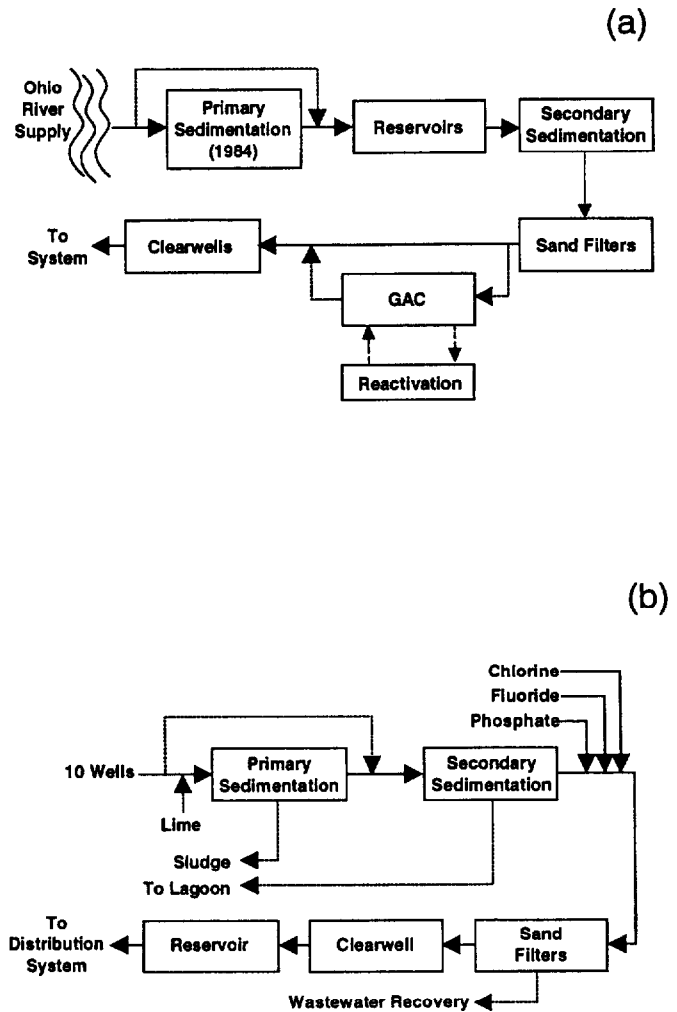 (a)
Ohio
River
Supply
Primary
Sedimentation
(1984)
Reservoirs
Secondary
Sedimentation
To
System
Clearwells
Sand Filters
GAC
Reactivation
(b)
Chlorine
Fluoride
Phosphate
10 Wells
Primary
Sedimentation
Secondary
Sedimentation
Lime
Sludge
To Lagoon
To
Distribution
System
Reservoir
Clearwell
Sand
Filters
Wastewater Recovery